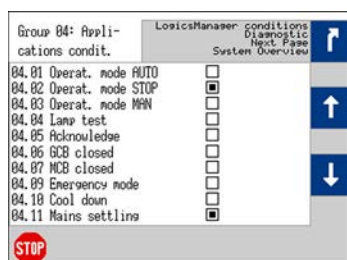 Group 04: Appli-
cations condit.
LogicsManager conditions
Diagnostic
Next Page
System Overview
04.01 Operat. mode AUTO
04.02 Operat. mode STOP
04.03 Operat. mode MAN
04.04 Lamp test
04.05 Acknowledge
04.06 GCB closed
04.07 MCB closed
04.09 Emergency mode
04.10 Cool down
04.11 Mains settling
STOP